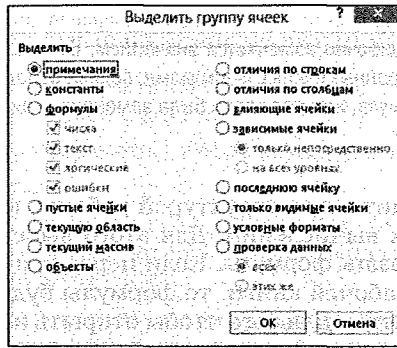 Выделить группу ячеек ?
Выделить
примечания
константы
формулы
числа
текст
логические
ошибки
пустые ячейки
текущую область
текущий массив
объекты
отличия по строкам
отличия по столбцам
влияющие ячейки
зависимые ячейки
только непосредственно
на всех уровнях
последнюю ячейку
только видимые ячейки
условные форматы
проверка данных
всех
этих же
ОК
Отмена